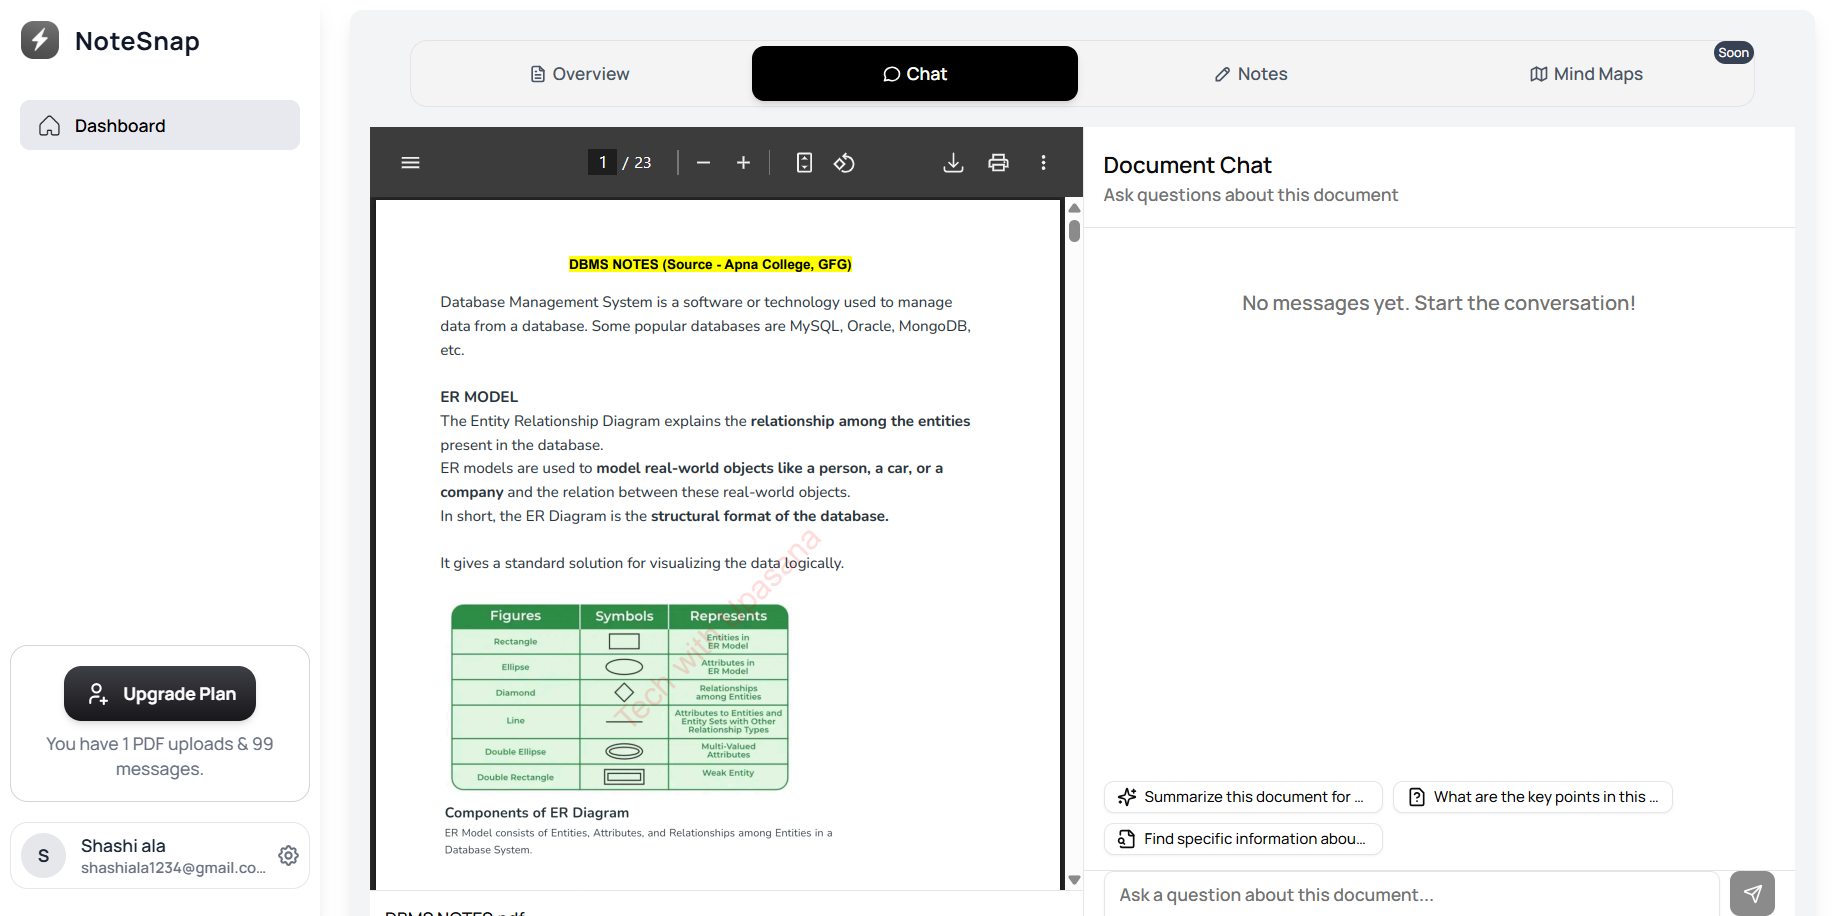 NoteSnap
Dashboard
Upgrade Plan
You have 1 PDF uploads & 99
messages.
S
Shashi ala
shashiala1234@gmail.co...
Overview
Chat
Notes
Mind Maps
Soon
1 / 23
DBMS NOTES (Source - Apna College, GFG)
Database Management System is a software or technology used to manage
data from a database. Some popular databases are MySQL, Oracle, MongoDB,
etc.
ER MODEL
The Entity Relationship Diagram explains the relationship among the entities
present in the database.
ER models are used to model real-world objects like a person, a car, or a
company and the relation between these real-world objects.
In short, the ER Diagram is the structural format of the database.
It gives a standard solution for visualizing the data logically.
Figures Symbols Represents
Rectangle Entities in
ER Model
Ellipse Attributes in
ER Model
Diamond Relationships
among Entities
Line Attributes to Entities and
Entity Sets with Other
Relationship Types
Double Ellipse Multi-Valued
Attributes
Double Rectangle Weak Entity
Tech with
Components of ER Diagram
ER Model consists of Entities, Attributes, and Relationships among Entities in a
Database System.
DBMS NOTES.pdf
Document Chat
Ask questions about this document
No messages yet. Start the conversation!
Summarize this document for ...
What are the key points in this ...
Find specific information abou...
Ask a question about this document...